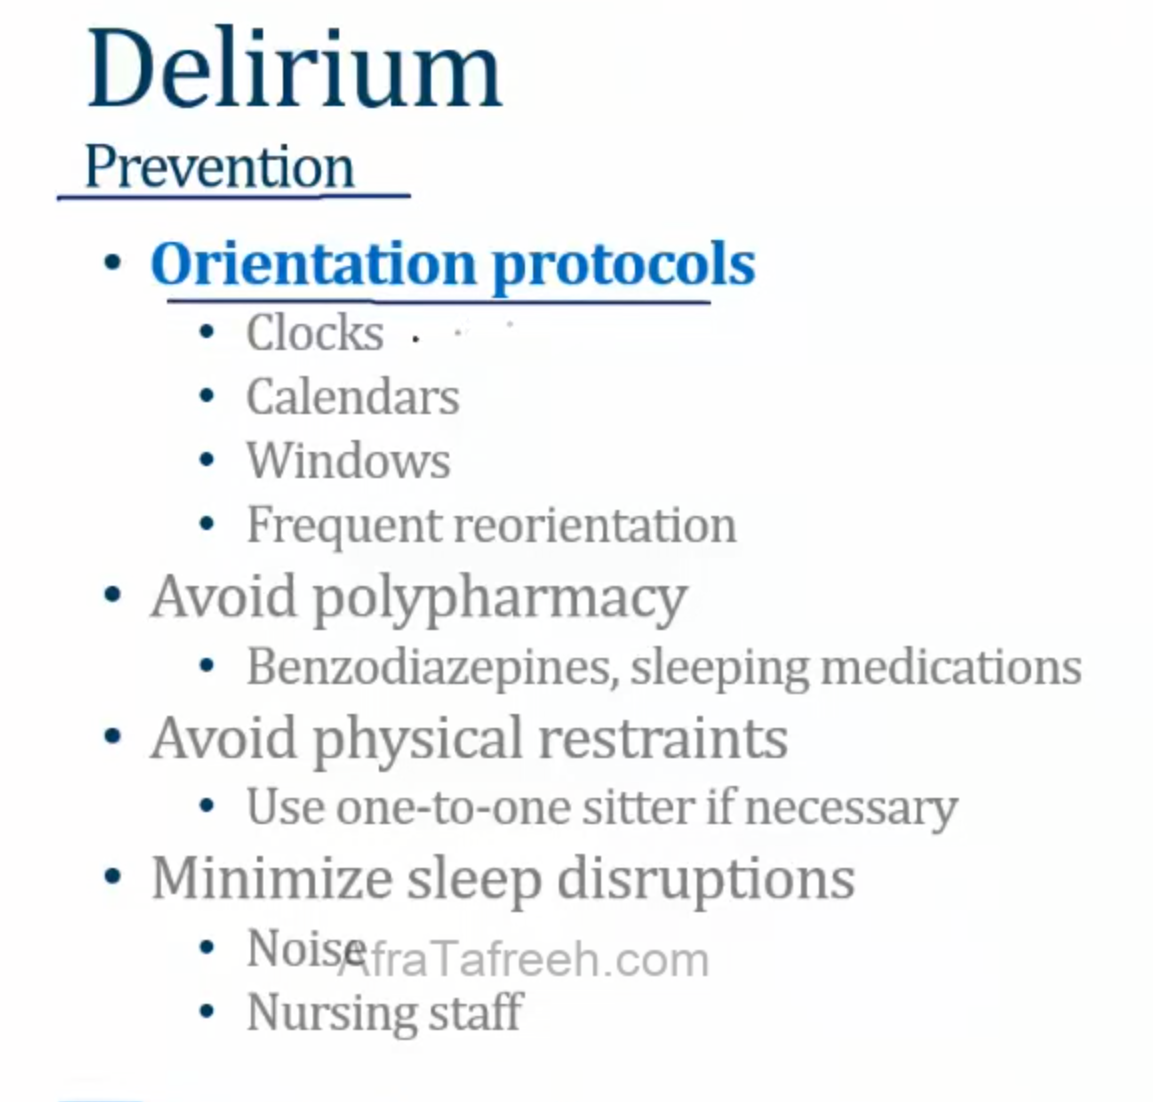 Delirium
Prevention
• Orientation protocols
• Clocks
• Calendars
• Windows
• Frequent reorientation
• Avoid polypharmacy
• Benzodiazepines, sleeping medications
• Avoid physical restraints
• Use one-to-one sitter if necessary
• Minimize sleep disruptions
• Noise
AfraTafreeh.com
• Nursing staff